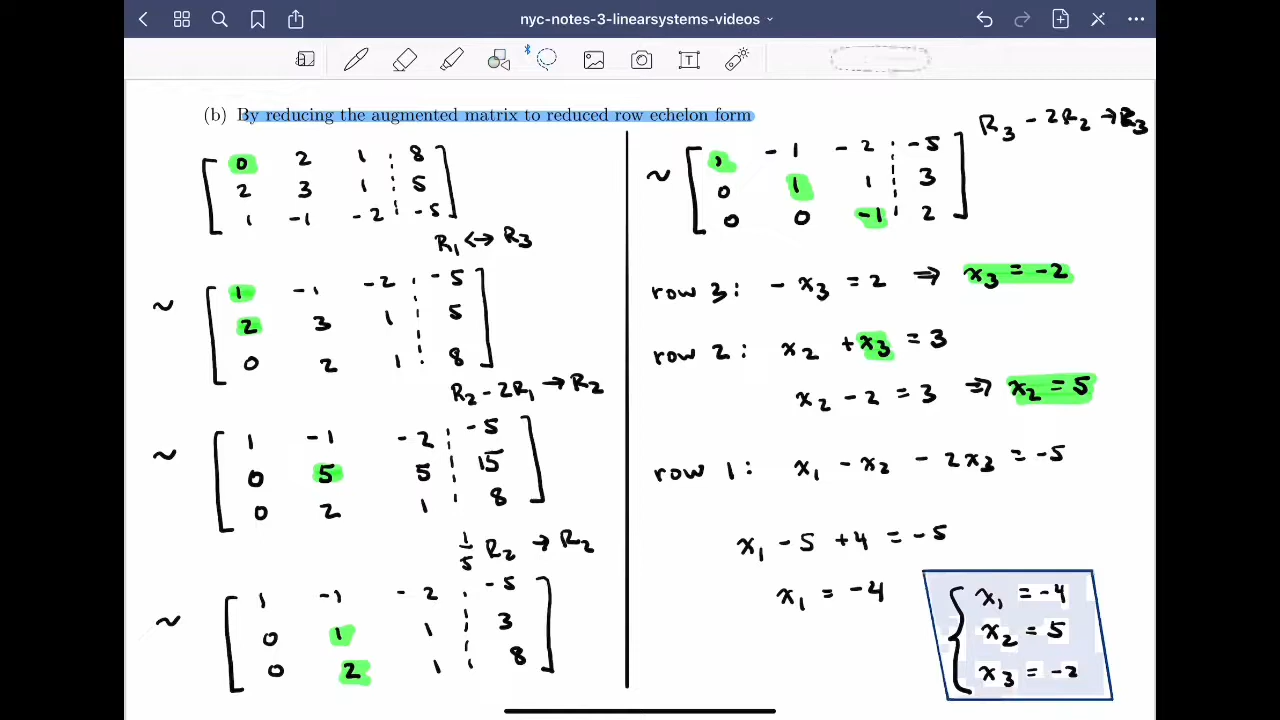 nyc-notes-3-linearsystems-videos
(b) By reducing the augmented matrix to reduced row echelon form
0 2 1 8
2 3 1 5
1 -1 -2 -5
R1 ↔ R3
~
1 -1 -2 -5
2 3 1 5
0 2 1 8
R2 - 2R1 → R2
~
1 -1 -2 -5
0 5 5 15
0 2 1 8
1/5 R2 → R2
~
1 -1 -2 -5
0 1 1 3
0 2 1 8
R3 - 2R2 → R3
~
1 -1 -2 -5
0 1 1 3
0 0 -1 2
row 3: -x3 = 2 ⇒ x3 = -2
row 2: x2 + x3 = 3
x2 - 2 = 3 ⇒ x2 = 5
row 1: x1 - x2 - 2x3 = -5
x1 - 5 + 4 = -5
x1 = -4
x1 = -4
x2 = 5
x3 = -2